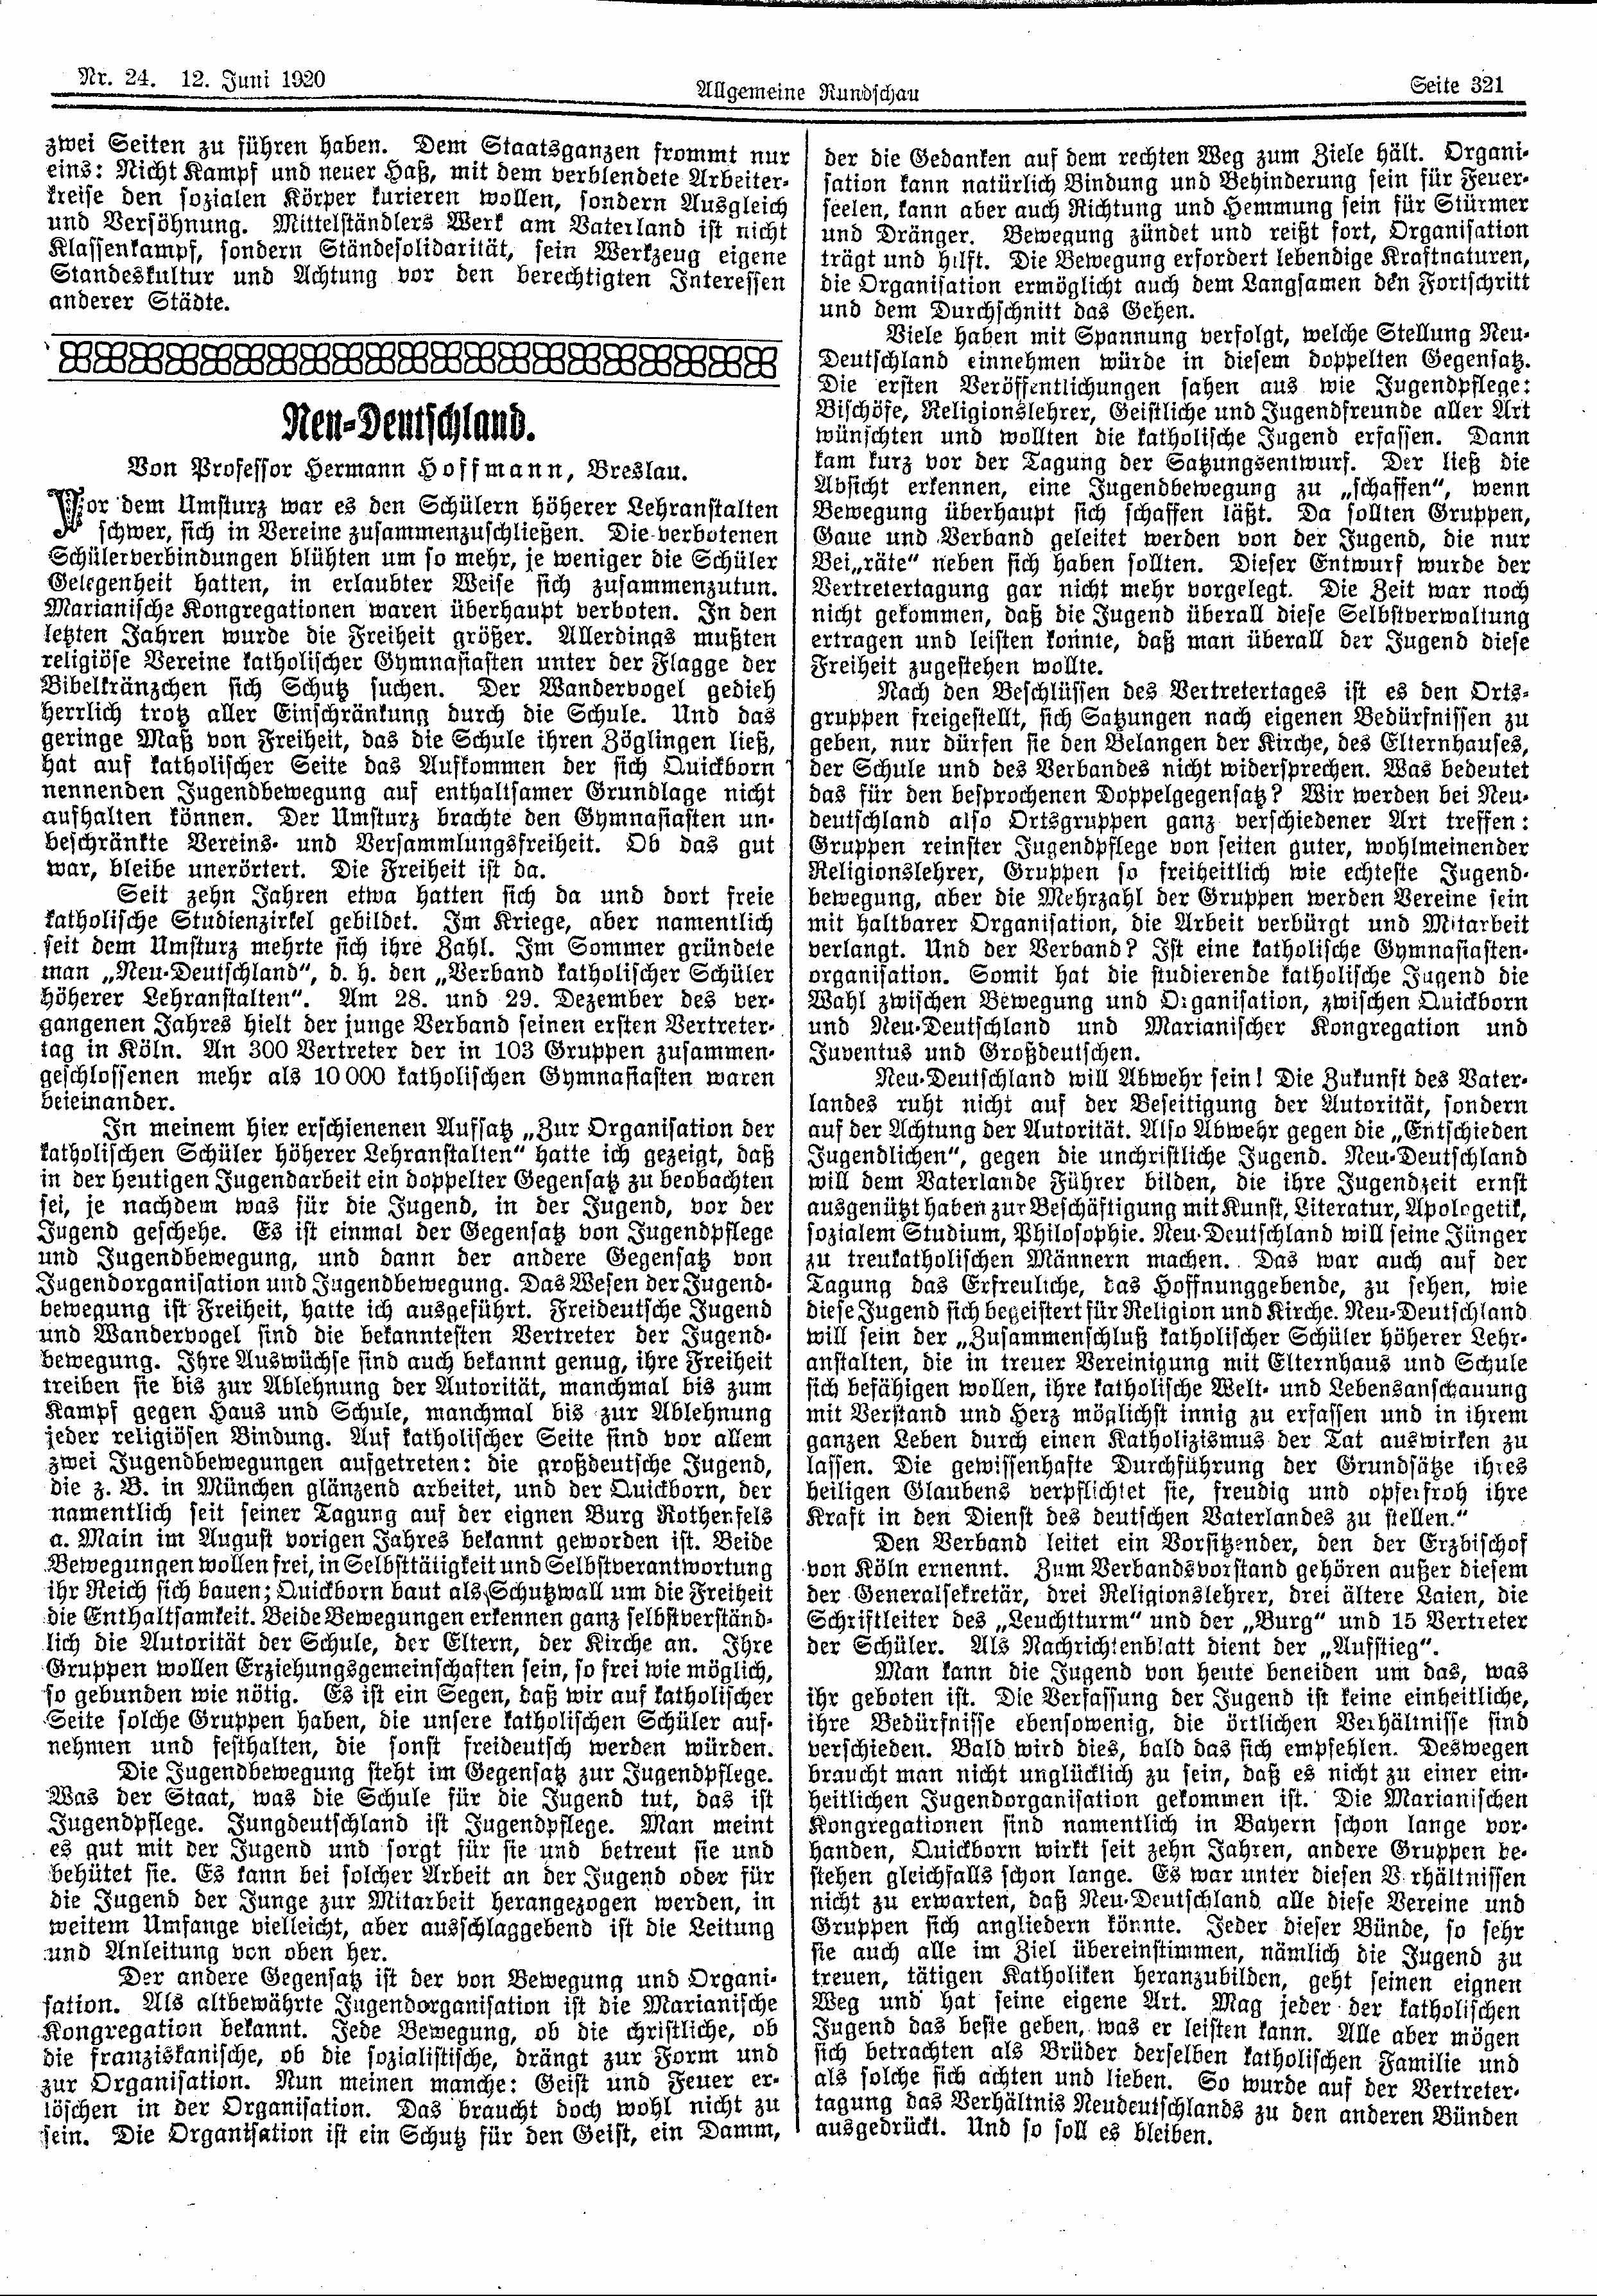 Nr. 24. 12. Juni 1920
Allgemeine Rundschau
Seite 321
zwei Seiten zu führen haben. Dem Staatsganzen frommt nur
eins: Nicht Kampf und neuer Haß, mit dem verblendete Arbeiter-
kreise den sozialen Körper kurieren wollen, sondern Ausgleich
und Versöhnung. Mittelständlers Werk am Vaterland ist nicht
Klassenkampf, sondern Ständesolidarität, sein Werkzeug eigene
Standeskultur und Achtung vor den berechtigten Interessen
anderer Städte.
Neu-Deutschland.
Von Professor Hermann Hoffmann, Breslau.
Vor dem Umsturz war es den Schülern höherer Lehranstalten
schwer, sich in Vereine zusammenzuschließen. Die verbotenen
Schülerverbindungen blühten um so mehr, je weniger die Schüler
Gelegenheit hatten, in erlaubter Weise sich zusammenzutun.
Marianische Kongregationen waren überhaupt verboten. In den
letzten Jahren wurde die Freiheit größer. Allerdings mußten
religiöse Vereine katholischer Gymnasiasten unter der Flagge der
Bibelkränzchen sich Schutz suchen. Der Wandervogel gedieh
herrlich trotz aller Einschränkung durch die Schule. Und das
geringe Maß von Freiheit, das die Schule ihren Zöglingen ließ,
hat auf katholischer Seite das Aufkommen der sich Quickborn
nennenden Jugendbewegung auf enthaltsamer Grundlage nicht
aufhalten können. Der Umsturz brachte den Gymnasiasten un-
beschränkte Vereins- und Versammlungsfreiheit. Ob das gut
war, bleibe unerörtert. Die Freiheit ist da.
Seit zehn Jahren etwa hatten sich da und dort freie
katholische Studienzirkel gebildet. Im Kriege, aber namentlich
seit dem Umsturz mehrte sich ihre Zahl. Im Sommer gründete
man „Neu-Deutschland“, d. h. den „Verband katholischer Schüler
höherer Lehranstalten“. Am 28. und 29. Dezember des ver-
gangenen Jahres hielt der junge Verband seinen ersten Vertreter-
tag in Köln. An 300 Vertreter der in 103 Gruppen zusammen-
geschlossenen mehr als 10 000 katholischen Gymnasiasten waren
beieinander.
In meinem hier erschienenen Aufsatz „Zur Organisation der
katholischen Schüler höherer Lehranstalten“ hatte ich gezeigt, daß
in der heutigen Jugendarbeit ein doppelter Gegensatz zu beobachten
sei, je nachdem was für die Jugend, in der Jugend, vor der
Jugend geschehe. Es ist einmal der Gegensatz von Jugendpflege
und Jugendbewegung, und dann der andere Gegensatz von
Jugendorganisation und Jugendbewegung. Das Wesen der Jugend-
bewegung ist Freiheit, hatte ich ausgeführt. Freideutsche Jugend
und Wandervogel sind die bekanntesten Vertreter der Jugend-
bewegung. Ihre Auswüchse sind auch bekannt genug, ihre Freiheit
treiben sie bis zur Ablehnung der Autorität, manchmal bis zum
Kampf gegen Haus und Schule, manchmal bis zur Ablehnung
jeder religiösen Bindung. Auf katholischer Seite sind vor allem
zwei Jugendbewegungen aufgetreten: die großdeutsche Jugend,
die z. B. in München glänzend arbeitet, und der Quickborn, der
namentlich seit seiner Tagung auf der eignen Burg Rothenfels
a. Main im August vorigen Jahres bekannt geworden ist. Beide
Bewegungen wollen frei, in Selbsttätigkeit und Selbstverantwortung
ihr Reich sich bauen; Quickborn baut als Schutzwall um die Freiheit
die Enthaltsamkeit. Beide Bewegungen erkennen ganz selbstverständ-
lich die Autorität der Schule, der Eltern, der Kirche an. Ihre
Gruppen wollen Erziehungsgemeinschaften sein, so frei wie möglich,
so gebunden wie nötig. Es ist ein Segen, daß wir auf katholischer
Seite solche Gruppen haben, die unsere katholischen Schüler auf-
nehmen und festhalten, die sonst freideutsch werden würden.
Die Jugendbewegung steht im Gegensatz zur Jugendpflege.
Was der Staat, was die Schule für die Jugend tut, das ist
Jugendpflege. Jungdeutschland ist Jugendpflege. Man meint
es gut mit der Jugend und sorgt für sie und betreut sie und
behütet sie. Es kann bei solcher Arbeit an der Jugend oder für
die Jugend der Junge zur Mitarbeit herangezogen werden, in
weitem Umfange vielleicht, aber ausschlaggebend ist die Leitung
und Anleitung von oben her.
Der andere Gegensatz ist der von Bewegung und Organi-
sation. Als altbewährte Jugendorganisation ist die Marianische
Kongregation bekannt. Jede Bewegung, ob die christliche, ob
die franziskanische, ob die sozialistische, drängt zur Form und
zur Organisation. Nun meinen manche: Geist und Feuer er-
löschen in der Organisation. Das braucht doch wohl nicht zu
sein. Die Organisation ist ein Schutz für den Geist, ein Damm,
der die Gedanken auf dem rechten Weg zum Ziele hält. Organi-
sation kann natürlich Bindung und Behinderung sein für Feuer-
seelen, kann aber auch Richtung und Hemmung sein für Stürmer
und Dränger. Bewegung zündet und reißt fort, Organisation
trägt und hilft. Die Bewegung erfordert lebendige Kraftnaturen,
die Organisation ermöglicht auch dem Langsamen den Fortschritt
und dem Durchschnitt das Gehen.
Viele haben mit Spannung verfolgt, welche Stellung Neu-
Deutschland einnehmen würde in diesem doppelten Gegensatz.
Die ersten Veröffentlichungen sahen aus wie Jugendpflege:
Bischöfe, Religionslehrer, Geistliche und Jugendfreunde aller Art
wünschten und wollten die katholische Jugend erfassen. Dann
kam kurz vor der Tagung der Satzungsentwurf. Der ließ die
Absicht erkennen, eine Jugendbewegung zu „schaffen“, wenn
Bewegung überhaupt sich schaffen läßt. Da sollten Gruppen,
Gaue und Verband geleitet werden von der Jugend, die nur
Bei„räte“ neben sich haben sollten. Dieser Entwurf wurde der
Vertretertagung gar nicht mehr vorgelegt. Die Zeit war noch
nicht gekommen, daß die Jugend überall diese Selbstverwaltung
ertragen und leisten konnte, daß man überall der Jugend diese
Freiheit zugestehen wollte.
Nach den Beschlüssen des Vertretertages ist es den Orts-
gruppen freigestellt, sich Satzungen nach eigenen Bedürfnissen zu
geben, nur dürfen sie den Belangen der Kirche, des Elternhauses,
der Schule und des Verbandes nicht widersprechen. Was bedeutet
das für den besprochenen Doppelgegensatz? Wir werden bei Neu-
deutschland also Ortsgruppen ganz verschiedener Art treffen:
Gruppen reinster Jugendpflege von seiten guter, wohlmeinender
Religionslehrer, Gruppen so freiheitlich wie echteste Jugend-
bewegung, aber die Mehrzahl der Gruppen werden Vereine sein
mit haltbarer Organisation, die Arbeit verbürgt und Mitarbeit
verlangt. Und der Verband? Ist eine katholische Gymnasiasten-
organisation. Somit hat die studierende katholische Jugend die
Wahl zwischen Bewegung und Organisation, zwischen Quickborn
und Neu-Deutschland und Marianischer Kongregation und
Juventus und Großdeutschen.
Neu-Deutschland will Abwehr sein! Die Zukunft des Vater-
landes ruht nicht auf der Beseitigung der Autorität, sondern
auf der Achtung der Autorität. Also Abwehr gegen die „Entschieden
Jugendlichen“, gegen die unchristliche Jugend. Neu-Deutschland
will dem Vaterlande Führer bilden, die ihre Jugendzeit ernst
ausgenützt haben zur Beschäftigung mit Kunst, Literatur, Apologetik,
sozialem Studium, Philosophie. Neu-Deutschland will seine Jünger
zu treukatholischen Männern machen. Das war auch auf der
Tagung das Erfreuliche, das Hoffnunggebende, zu sehen, wie
diese Jugend sich begeistert für Religion und Kirche. Neu-Deutschland
will sein der „Zusammenschluß katholischer Schüler höherer Lehr-
anstalten, die in treuer Vereinigung mit Elternhaus und Schule
sich befähigen wollen, ihre katholische Welt- und Lebensanschauung
mit Verstand und Herz möglichst innig zu erfassen und in ihrem
ganzen Leben durch einen Katholizismus der Tat auswirken zu
lassen. Die gewissenhafte Durchführung der Grundsätze ihres
heiligen Glaubens verpflichtet sie, freudig und opferfroh ihre
Kraft in den Dienst des deutschen Vaterlandes zu stellen.“
Den Verband leitet ein Vorsitzender, den der Erzbischof
von Köln ernennt. Zum Verbandsvorstand gehören außer diesem
der Generalsekretär, drei Religionslehrer, drei ältere Laien, die
Schriftleiter des „Leuchtturm“ und der „Burg“ und 15 Vertreter
der Schüler. Als Nachrichtenblatt dient der „Aufstieg“.
Man kann die Jugend von heute beneiden um das, was
ihr geboten ist. Die Verfassung der Jugend ist keine einheitliche,
ihre Bedürfnisse ebensowenig, die örtlichen Verhältnisse sind
verschieden. Bald wird dies, bald das sich empfehlen. Deswegen
braucht man nicht unglücklich zu sein, daß es nicht zu einer ein-
heitlichen Jugendorganisation gekommen ist. Die Marianischen
Kongregationen sind namentlich in Bayern schon lange vor-
handen, Quickborn wirkt seit zehn Jahren, andere Gruppen be-
stehen gleichfalls schon lange. Es war unter diesen Verhältnissen
nicht zu erwarten, daß Neu-Deutschland alle diese Vereine und
Gruppen sich angliedern könnte. Jeder dieser Bünde, so sehr
sie auch alle im Ziel übereinstimmen, nämlich die Jugend zu
treuen, tätigen Katholiken heranzubilden, geht seinen eignen
Weg und hat seine eigene Art. Mag jeder der katholischen
Jugend das beste geben, was er leisten kann. Alle aber mögen
sich betrachten als Brüder derselben katholischen Familie und
als solche sich achten und lieben. So wurde auf der Vertreter-
tagung das Verhältnis Neudeutschlands zu den anderen Bünden
ausgedrückt. Und so soll es bleiben.